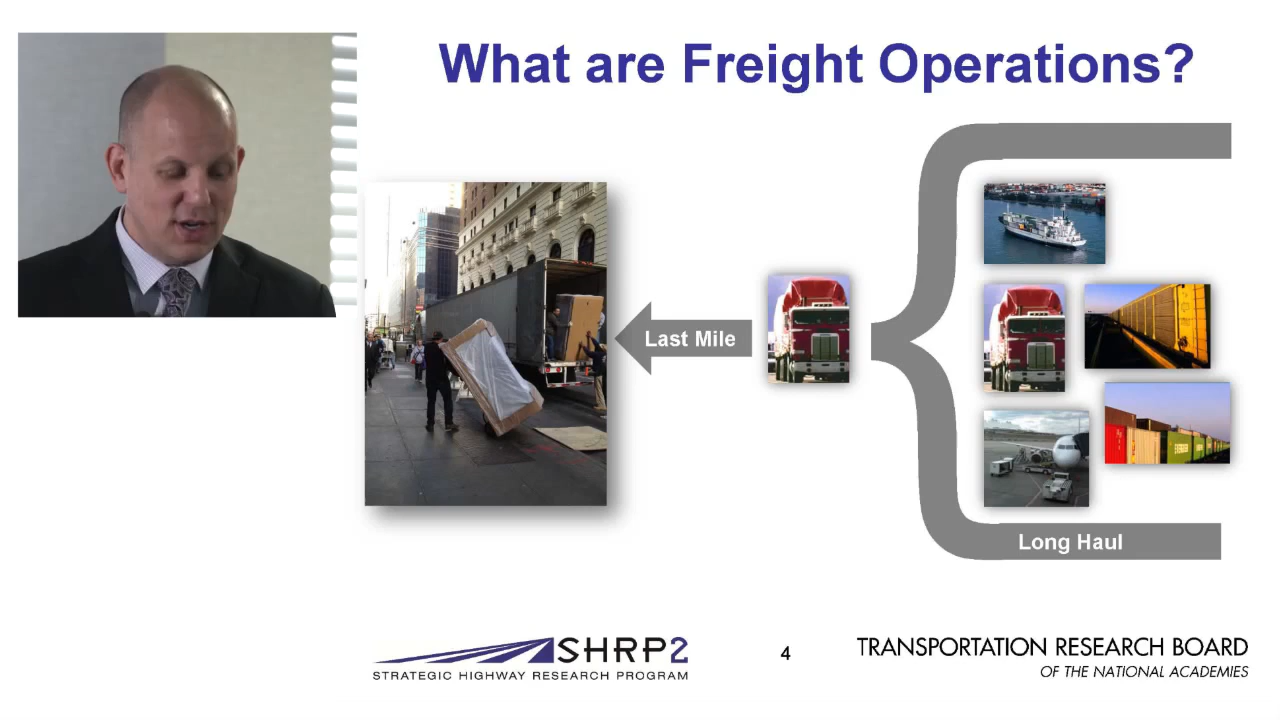 What are Freight Operations?
Last Mile
Long Haul
SHRP2
STRATEGIC HIGHWAY RESEARCH PROGRAM
4
TRANSPORTATION RESEARCH BOARD
OF THE NATIONAL ACADEMIES